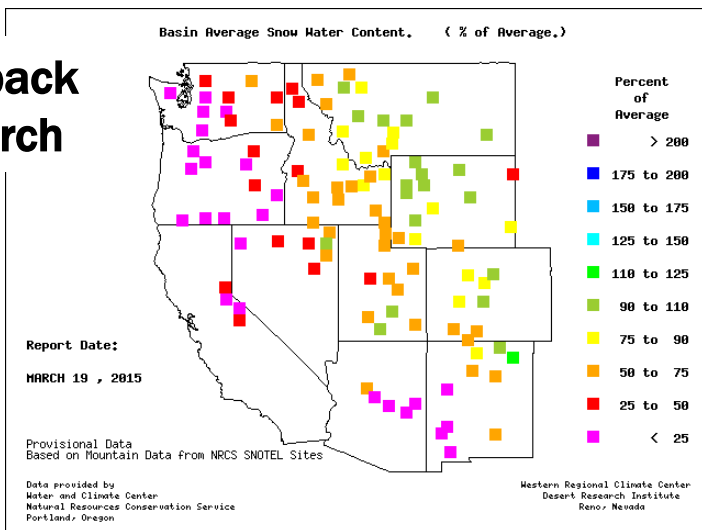 Basin Average Snow Water Content. ( % of Average.)
back
rch
Percent
of
Average
> 200
175 to 200
150 to 175
125 to 150
110 to 125
90 to 110
75 to 90
50 to 75
25 to 50
< 25
Report Date:
MARCH 19 , 2015
Provisional Data
Based on Mountain Data from NRCS SNOTEL Sites
Data provided by
Water and Climate Center
Natural Resources Conservation Service
Portland, Oregon
Western Regional Climate Center
Desert Research Institute
Reno, Nevada